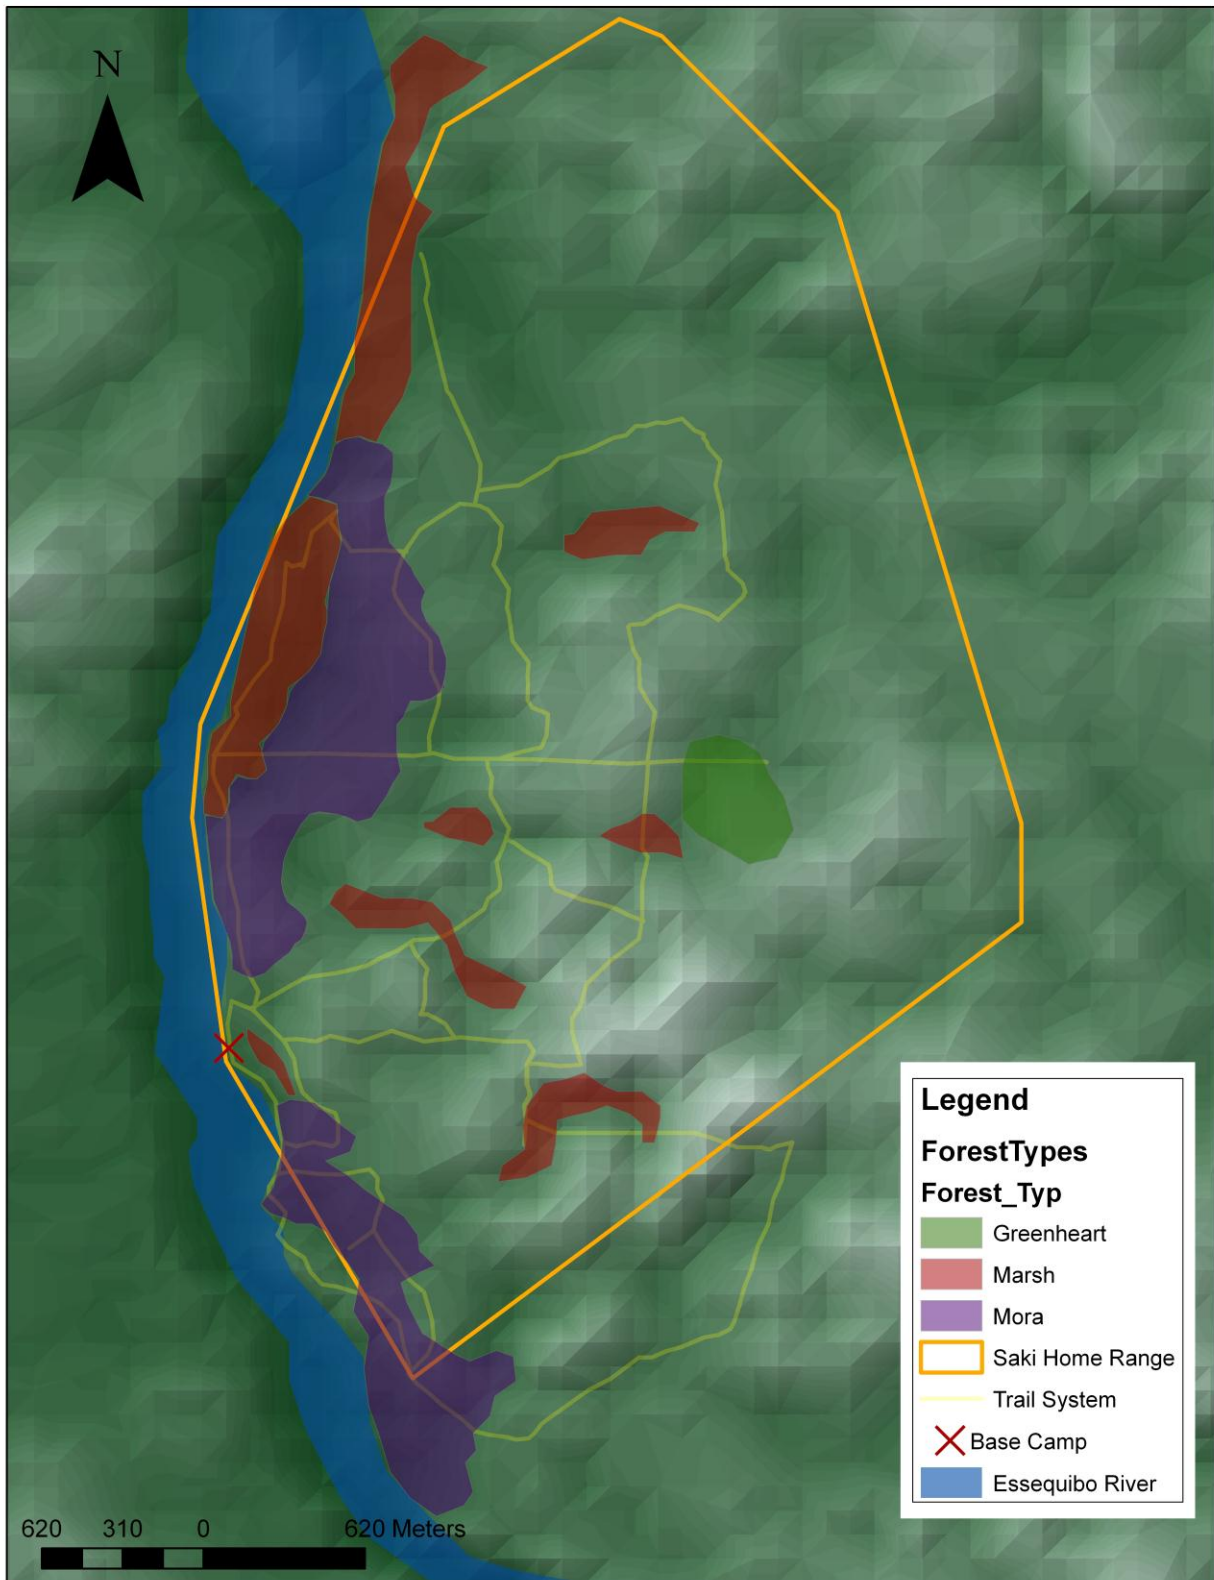 N
Legend
ForestTypes
Forest_Typ
Greenheart
Marsh
Mora
Saki Home Range
Trail System
Base Camp
Essequibo River
620 310 0 620 Meters